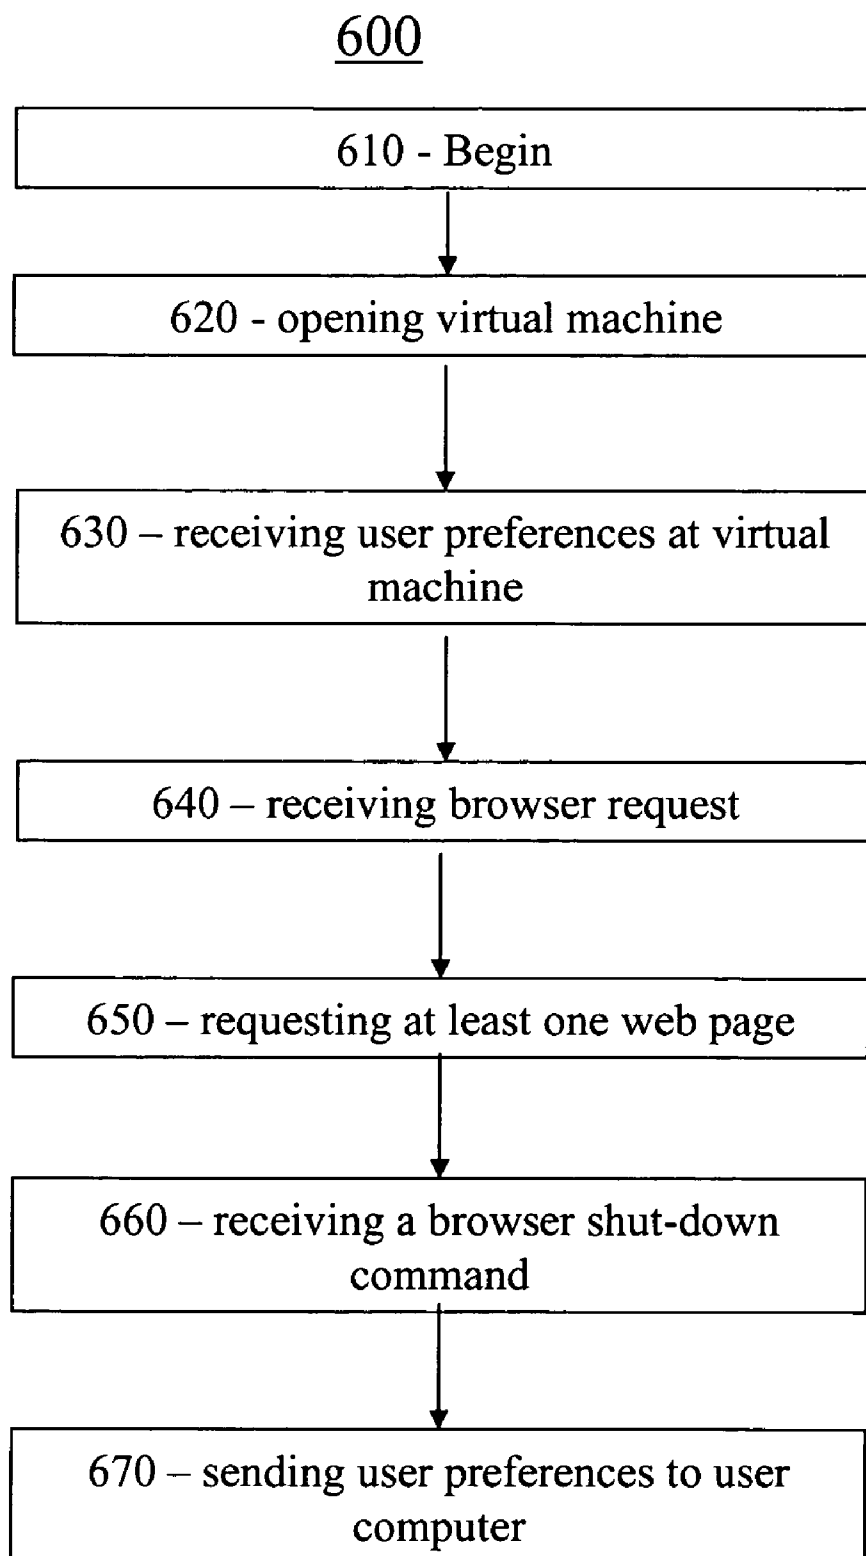 600
610 - Begin
620 - opening virtual machine
630 – receiving user preferences at virtual
machine
640 – receiving browser request
650 – requesting at least one web page
660 – receiving a browser shut-down
command
670 – sending user preferences to user
computer